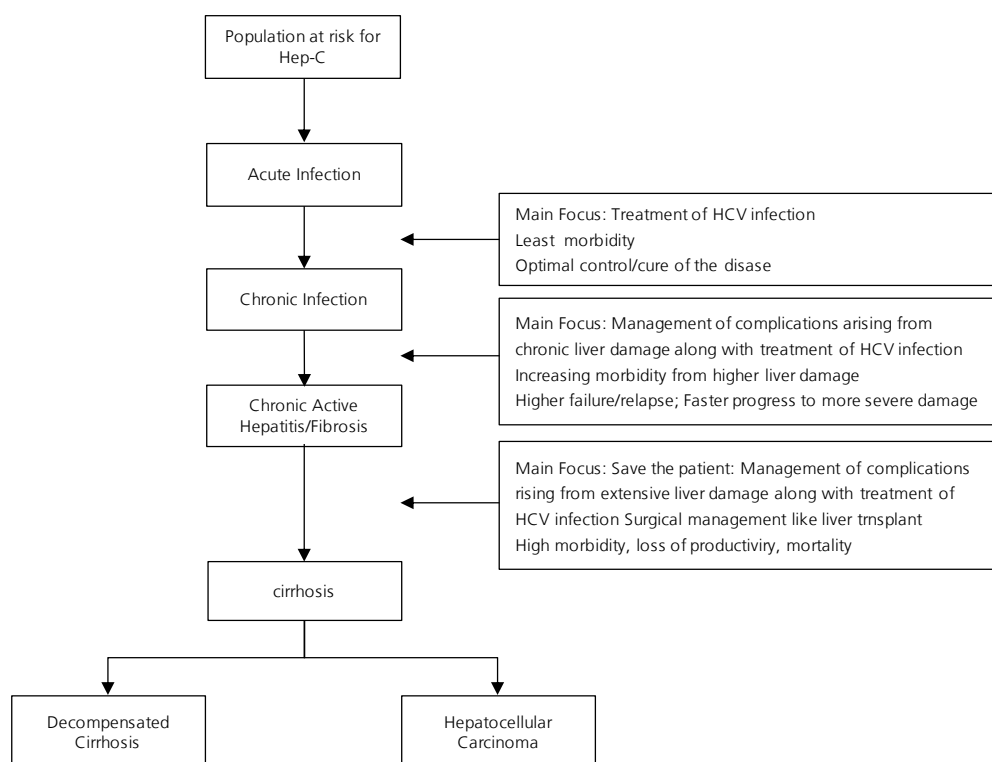 Population at risk for
Hep-C
Acute Infection
Main Focus: Treatment of HCV infection
Least morbidity
Optimal control/cure of the disase
Chronic Infection
Main Focus: Management of complications arising from
chronic liver damage along with treatment of HCV infection
Increasing morbidity from higher liver damage
Higher failure/relapse; Faster progress to more severe damage
Chronic Active
Hepatitis/Fibrosis
Main Focus: Save the patient: Management of complications
rising from extensive liver damage along with treatment of
HCV infection Surgical management like liver trnsplant
High morbidity, loss of productiviry, mortality
cirrhosis
Decompensated
Cirrhosis
Hepatocellular
Carcinoma